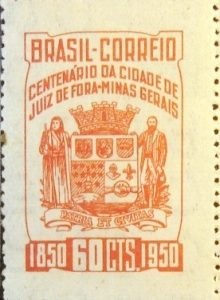 BRASIL-CORREIO
CENTENÁRIO DA CIDADE DE
JUIZ DE FORA-MINAS GERAIS
PATRIA ET CIVITAS
1850 60 CTS. 1950